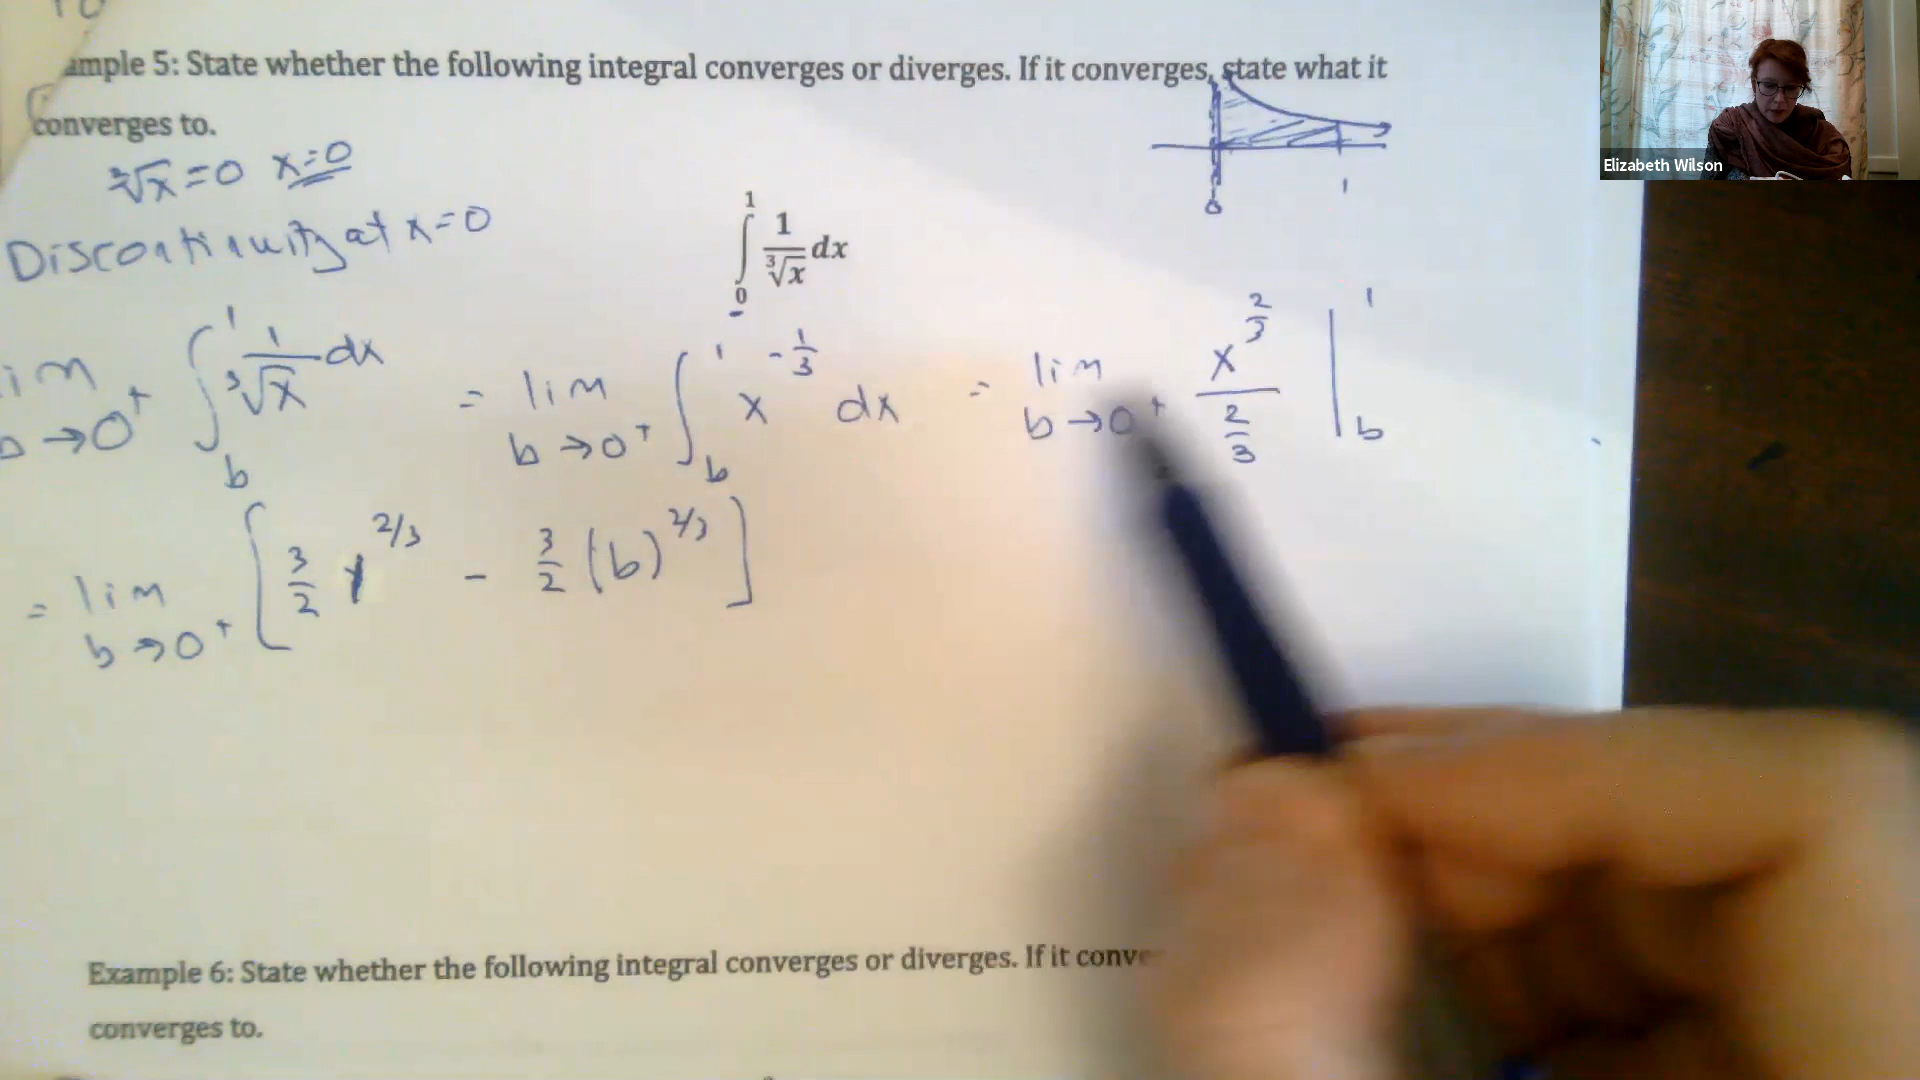 ample 5: State whether the following integral converges or diverges. If it converges, state what it
converges to.
∛x = 0 x = 0
Discontinuity at x = 0
0 1
∫₀¹ 1/∛x dx
im b→0⁺ ∫_b^1 1/∛x dx = lim b→0⁺ ∫_b^1 x^(-1/3) dx = lim b→0⁺ x^(2/3) / (2/3) |_b^1
= lim b→0⁺ [3/2 1^(2/3) - 3/2 (b)^(2/3)]
Example 6: State whether the following integral converges or diverges. If it conve
converges to.
Elizabeth Wilson